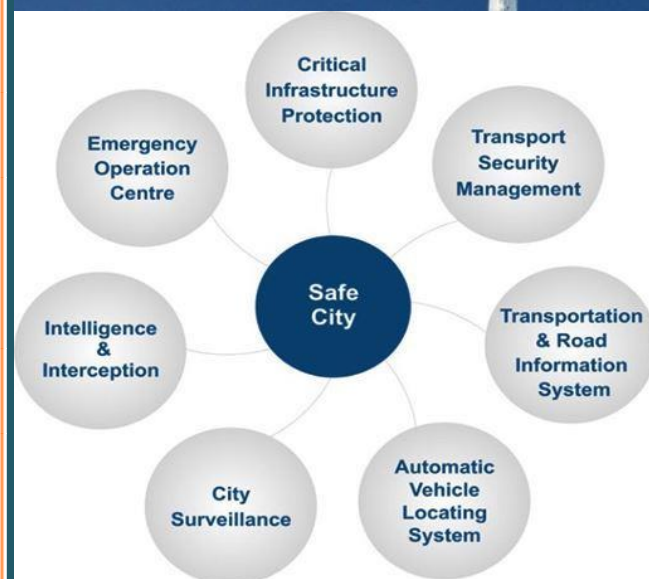 Critical
Infrastructure
Protection
Emergency
Operation
Centre
Transport
Security
Management
Safe
City
Intelligence
&
Interception
Transportation
& Road
Information
System
City
Surveillance
Automatic
Vehicle
Locating
System